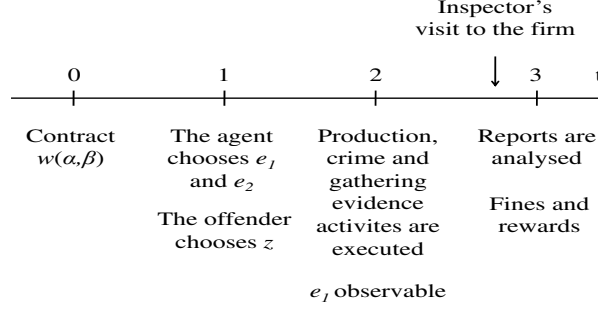 Inspector's
visit to the firm
0
1
2
3
t
Contract
w(α,β)
The agent
chooses e1
and e2
The offender
chooses z
Production,
crime and
gathering
evidence
activites are
executed
e1 observable
Reports are
analysed
Fines and
rewards